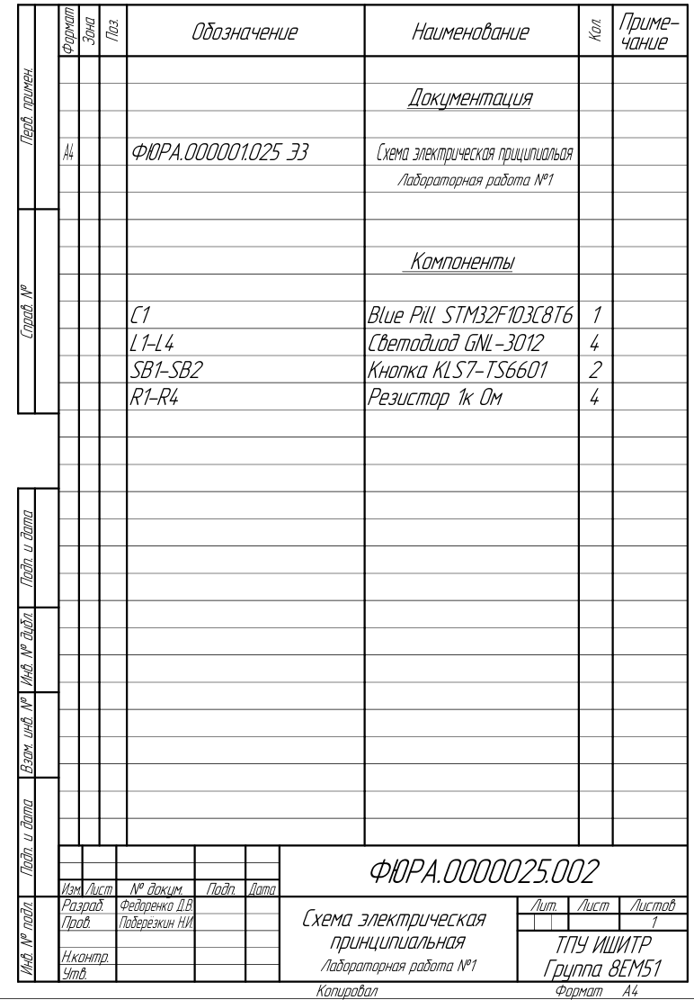 Формат Зона Поз. Обозначение Наименование Кол. Приме-
чание
Документация
А4 ФЮРА.000001.025 ЭЗ Схема электрическая приципиальая
Лабораторная работа №1
Компоненты
C1 Blue Pill STM32F103C8T6 1
L1-L4 Светодиод GNL-3012 4
SB1-SB2 Кнопка KLS7-TS6601 2
R1-R4 Резистор 1к Ом 4
Перв. примен.
Справ. №
Подп. и дата
Инв. № дубл.
Взам. инв. №
Подп. и дата
Инв. № подл.
ФЮРА.0000025.002
Изм. Лист № докум. Подп. Дата
Разраб. Федоренко Д.В.
Пров. Поберёзкин Н.И.
Н.контр.
Утв.
Схема электрическая
принципиальная
Лабораторная работа №1
Лит. Лист Листов
1
ТПУ ИШИТР
Группа 8ЕМ51
Копировал Формат А4